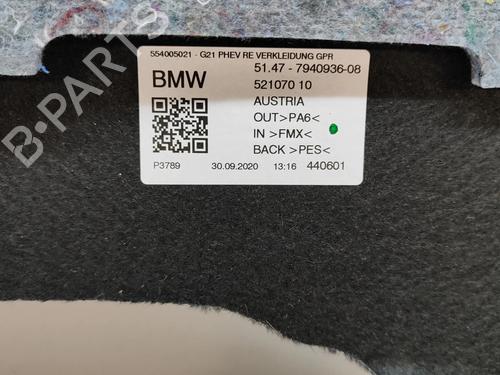 554005021 - G21 PHEV RE VERKLEIDUNG GPR
BMW
51.47 - 7940936-08
521070 10
AUSTRIA
OUT >PA6<
IN >FMX<
BACK >PES<
P3789 30.09.2020 13:16 440601
B-PARTS